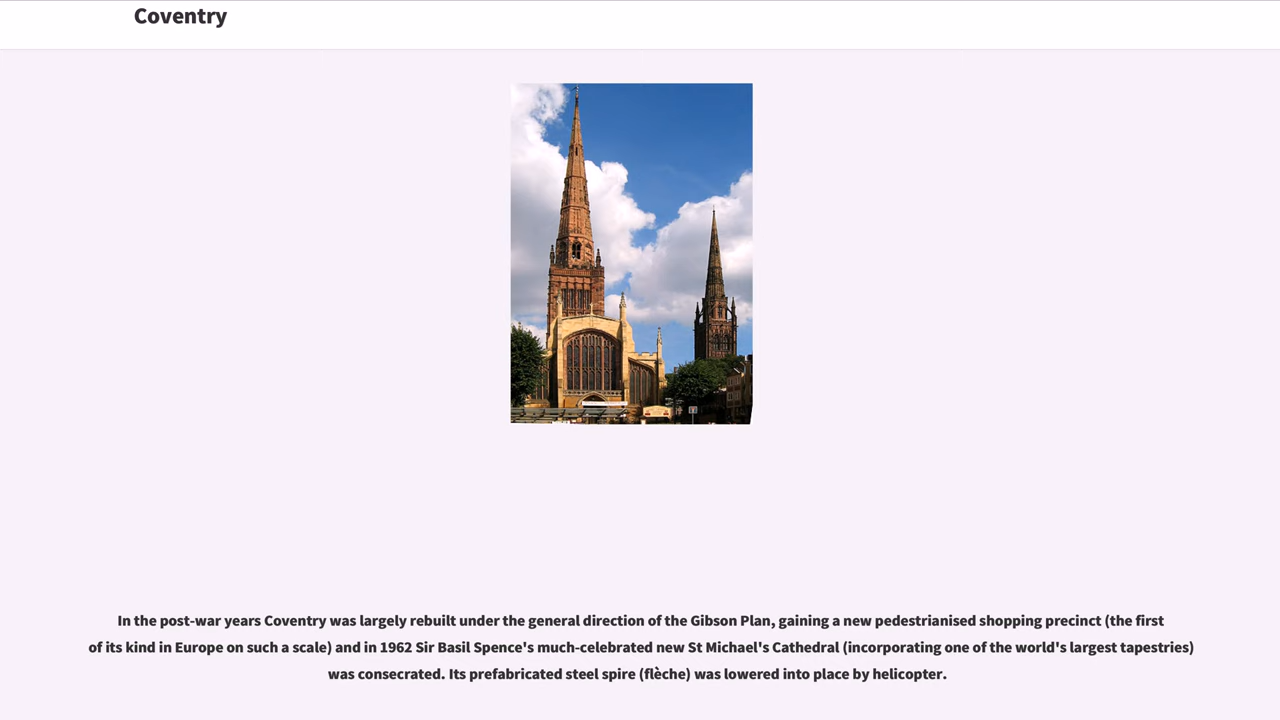 Coventry
In the post-war years Coventry was largely rebuilt under the general direction of the Gibson Plan, gaining a new pedestrianised shopping precinct (the first
of its kind in Europe on such a scale) and in 1962 Sir Basil Spence's much-celebrated new St Michael's Cathedral (incorporating one of the world's largest tapestries)
was consecrated. Its prefabricated steel spire (flèche) was lowered into place by helicopter.